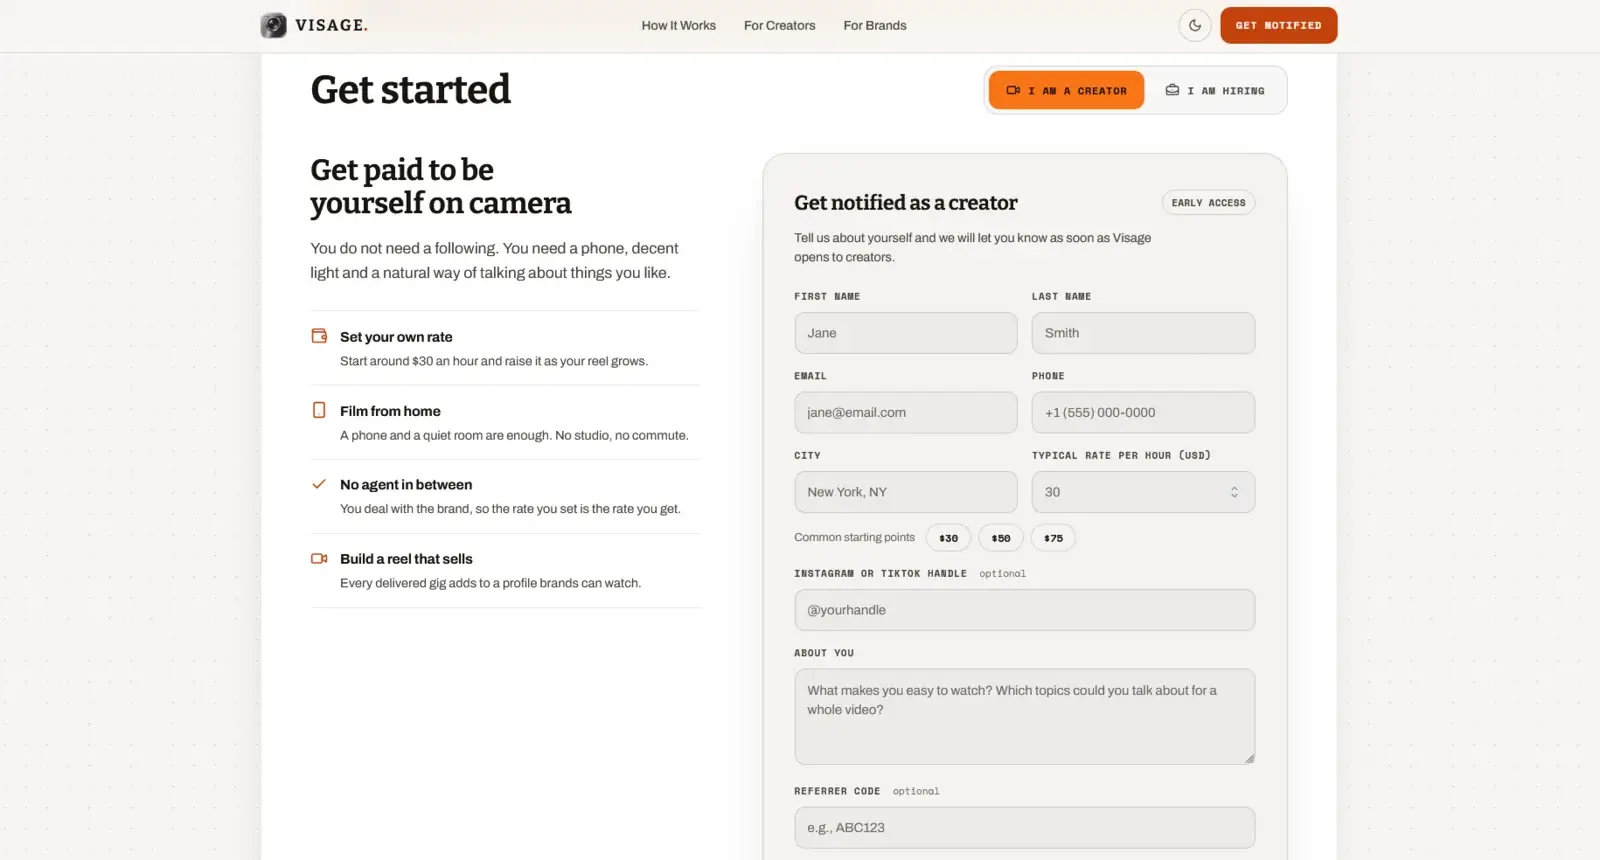 VISAGE.
How It Works
For Creators
For Brands
GET NOTIFIED
Get started
I AM A CREATOR
I AM HIRING
Get paid to be
yourself on camera
You do not need a following. You need a phone, decent
light and a natural way of talking about things you like.
Set your own rate
Start around $30 an hour and raise it as your reel grows.
Film from home
A phone and a quiet room are enough. No studio, no commute.
No agent in between
You deal with the brand, so the rate you set is the rate you get.
Build a reel that sells
Every delivered gig adds to a profile brands can watch.
Get notified as a creator
EARLY ACCESS
Tell us about yourself and we will let you know as soon as Visage
opens to creators.
FIRST NAME
LAST NAME
Jane
Smith
EMAIL
PHONE
jane@email.com
+1 (555) 000-0000
CITY
TYPICAL RATE PER HOUR (USD)
New York, NY
30
Common starting points
$30
$50
$75
INSTAGRAM OR TIKTOK HANDLE optional
@yourhandle
ABOUT YOU
What makes you easy to watch? Which topics could you talk about for a
whole video?
REFERRER CODE optional
e.g., ABC123